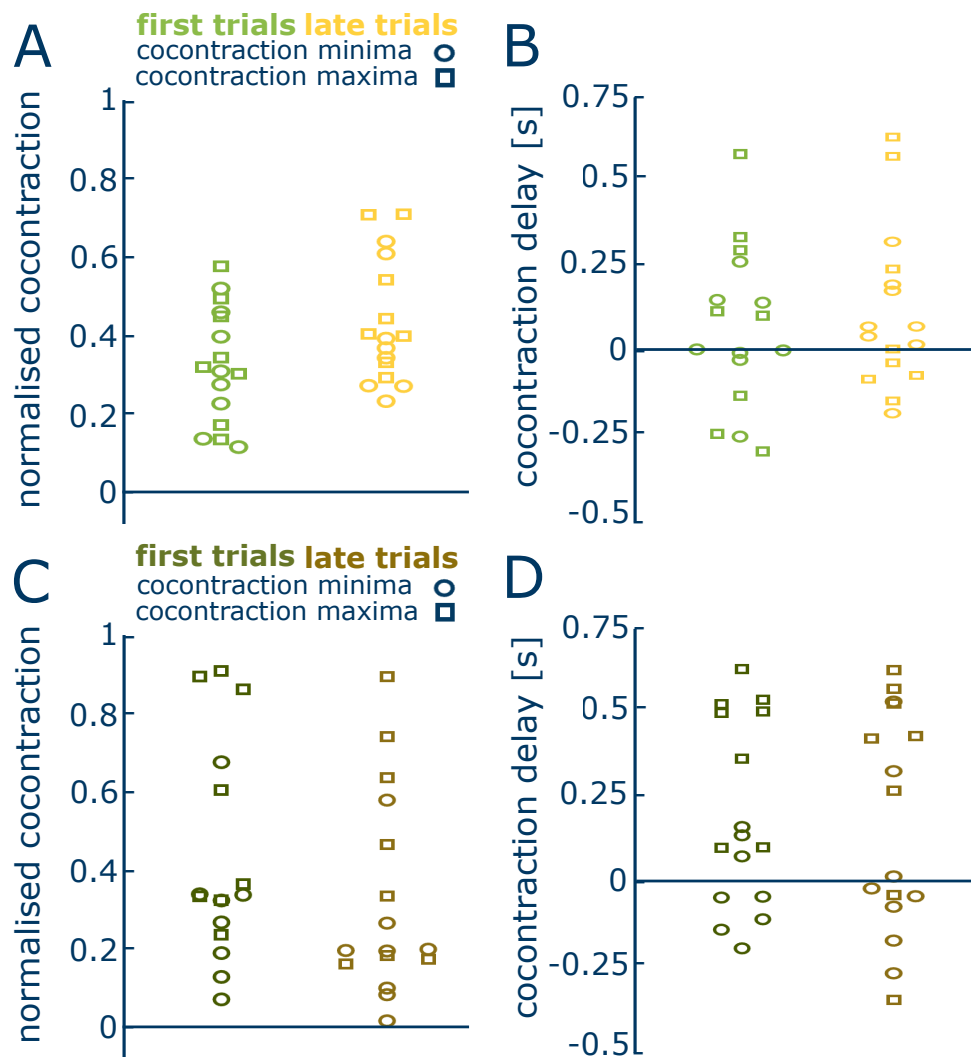 A
first trials late trials
cocontraction minima
cocontraction maxima
normalised cocontraction
1
0.8
0.6
0.4
0.2
0
B
cocontraction delay [s]
0.75
0.5
0.25
0
-0.25
-0.5
C
first trials late trials
cocontraction minima
cocontraction maxima
normalised cocontraction
1
0.8
0.6
0.4
0.2
0
D
cocontraction delay [s]
0.75
0.5
0.25
0
-0.25
-0.5